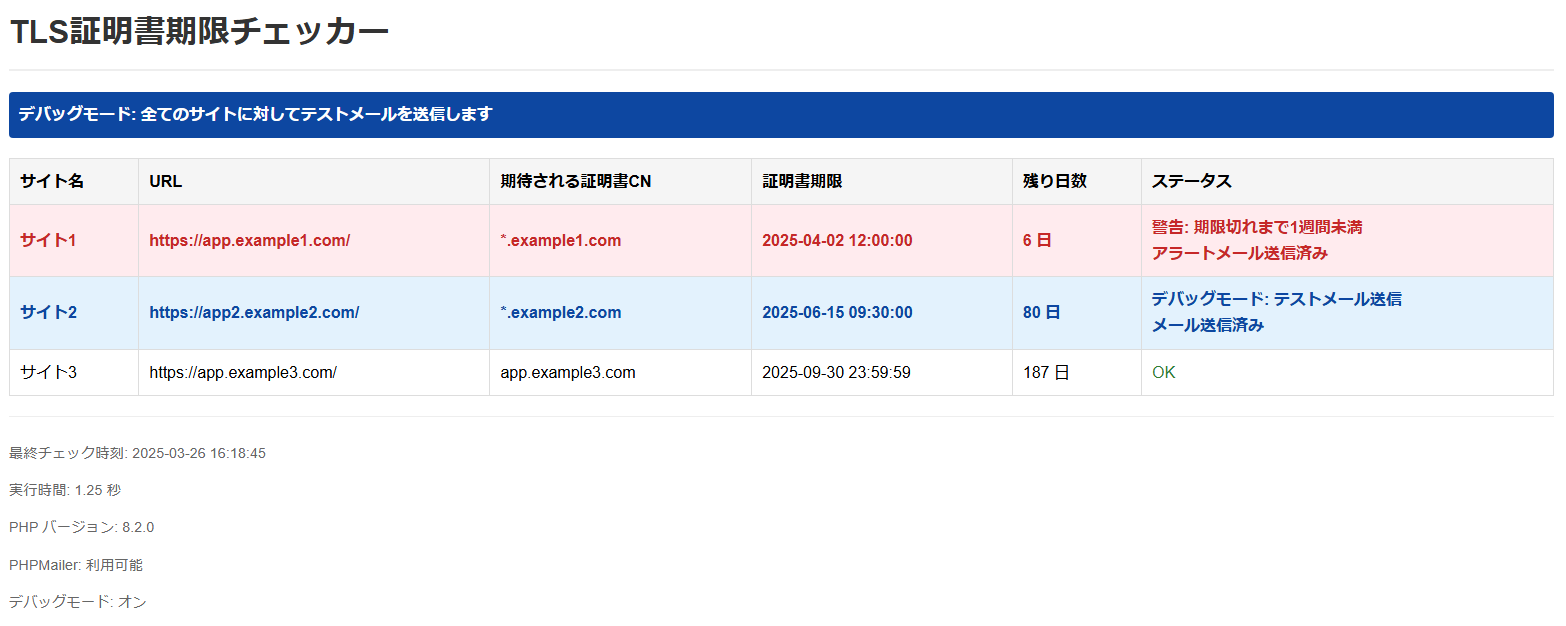 TLS証明書期限チェッカー
デバッグモード: 全てのサイトに対してテストメールを送信します
サイト名 URL 期待される証明書CN 証明書期限 残り日数 ステータス
サイト1 https://app.example1.com/ *.example1.com 2025-04-02 12:00:00 6 日 警告: 期限切れまで1週間未満
アラートメール送信済み
サイト2 https://app2.example2.com/ *.example2.com 2025-06-15 09:30:00 80 日 デバッグモード: テストメール送信
メール送信済み
サイト3 https://app.example3.com/ app.example3.com 2025-09-30 23:59:59 187 日 OK
最終チェック時刻: 2025-03-26 16:18:45
実行時間: 1.25 秒
PHP バージョン: 8.2.0
PHPMailer: 利用可能
デバッグモード: オン